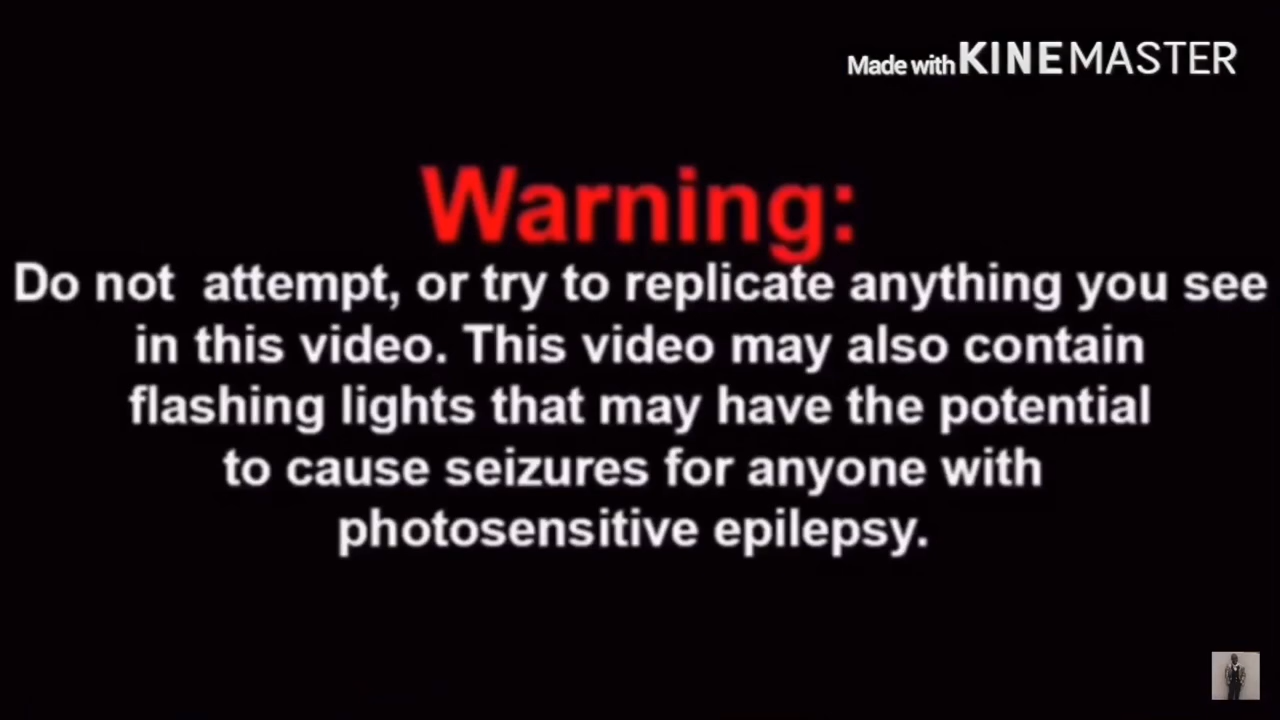 Made with KINEMASTER
Warning:
Do not  attempt, or try to replicate anything you see
in this video. This video may also contain
flashing lights that may have the potential
to cause seizures for anyone with
photosensitive epilepsy.